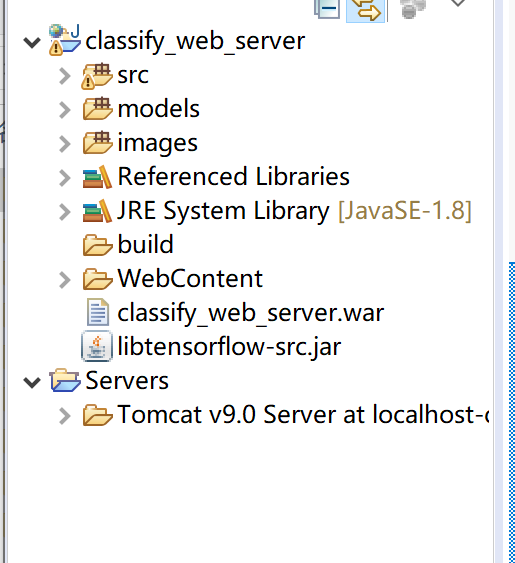 classify_web_server
src
models
images
Referenced Libraries
JRE System Library [JavaSE-1.8]
build
WebContent
classify_web_server.war
libtensorflow-src.jar
Servers
Tomcat v9.0 Server at localhost-c